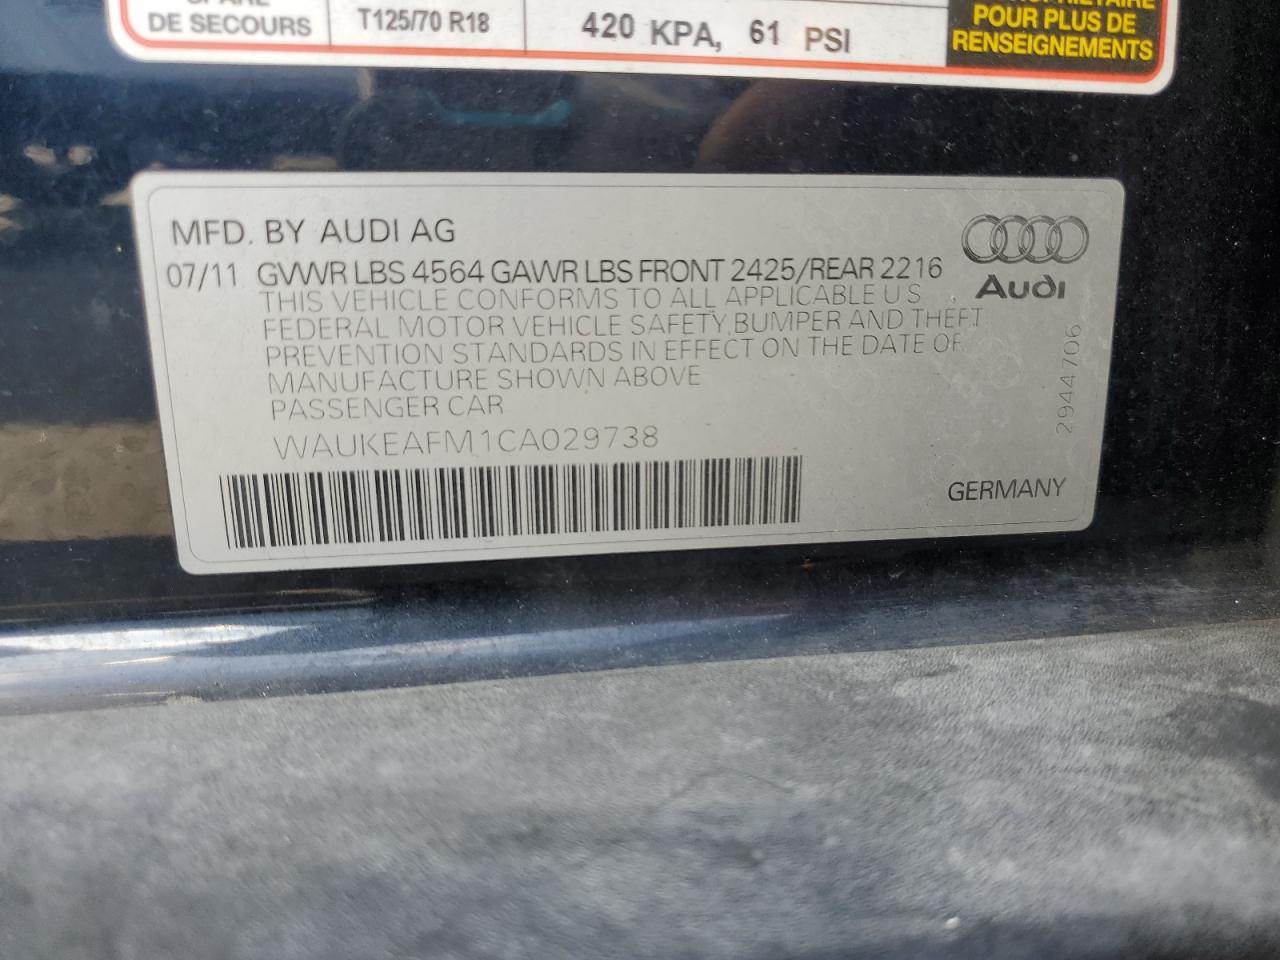 DE SECOURS
T125/70 R18
420 KPA, 61 PSI
POUR PLUS DE
RENSEIGNEMENTS
MFD. BY AUDI AG
07/11 GVWR LBS 4564 GAWR LBS FRONT 2425/REAR 2216
THIS VEHICLE CONFORMS TO ALL APPLICABLE U S
FEDERAL MOTOR VEHICLE SAFETY, BUMPER AND THEFT
PREVENTION STANDARDS IN EFFECT ON THE DATE OF
MANUFACTURE SHOWN ABOVE
PASSENGER CAR
WAUKEAFM1CA029738
Audi
2944706
GERMANY